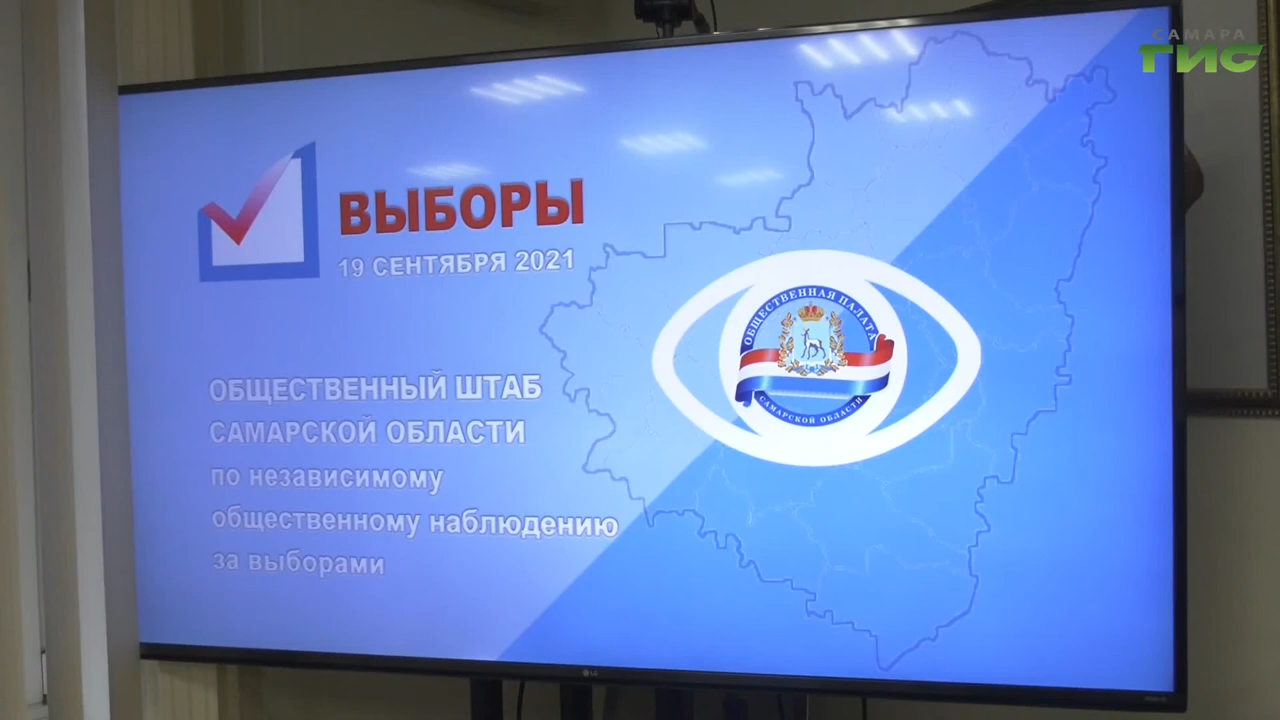 САМАРА
ГИС
ВЫБОРЫ
19 СЕНТЯБРЯ 2021
ОБЩЕСТВЕННАЯ ПАЛАТА
САМАРСКОЙ ОБЛАСТИ
ОБЩЕСТВЕННЫЙ ШТАБ
САМАРСКОЙ ОБЛАСТИ
по независимому
общественному наблюдению
за выборами
LG